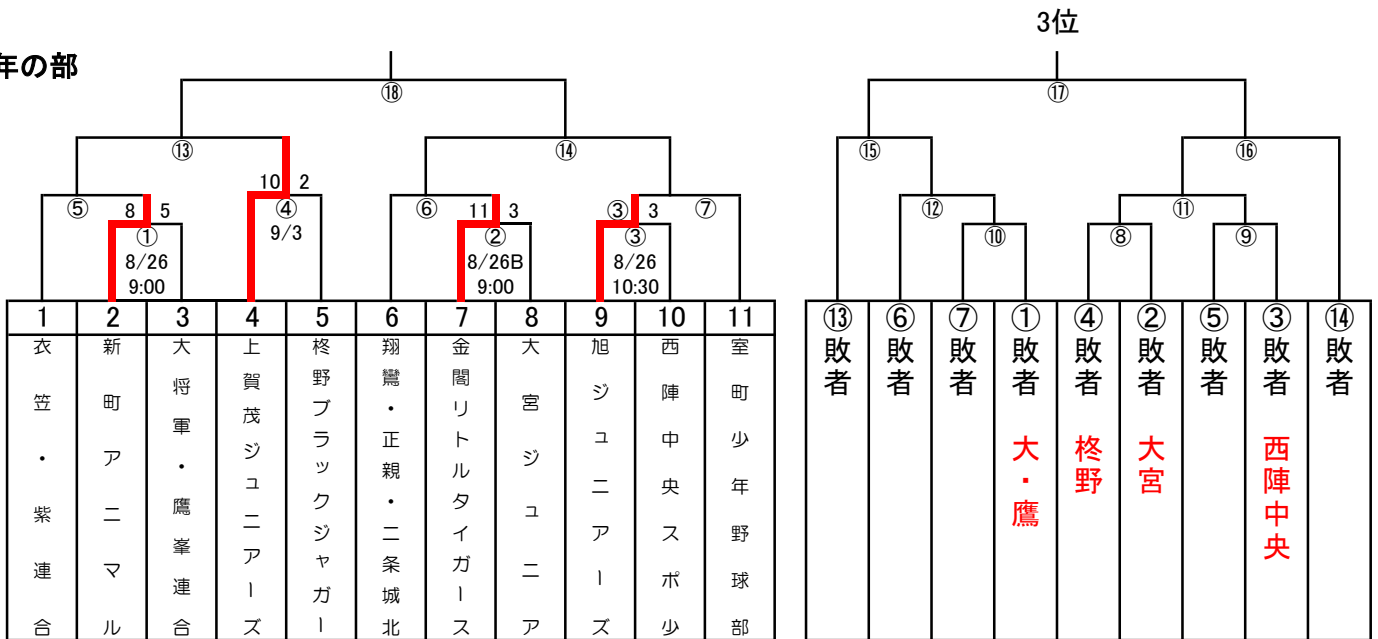 3位
年の部
⑱ ⑰
⑬ ⑭ ⑮ ⑯
10 2
⑤ 8 5 ④ ⑥ 11 3 ③ 3 ⑦ ⑫ ⑪
① 9/3 ② ③ ⑩ ⑧ ⑨
8/26 8/26B 8/26
9:00 9:00 10:30
1 2 3 4 5 6 7 8 9 10 11
衣笠・紫連合
新町アニマル
大将軍・鷹峯連合
上賀茂ジュニアーズ
柊野ブラックジャガー
翔鸞・正親・二条城北
金閣リトルタイガース
大宮ジュニア
旭ジュニアーズ
西陣中央スポ少
室町少年野球部
⑬敗者
⑥敗者
⑦敗者
①敗者 大・鷹
④敗者 柊野
②敗者 大宮
⑤敗者
③敗者 西陣中央
⑭敗者